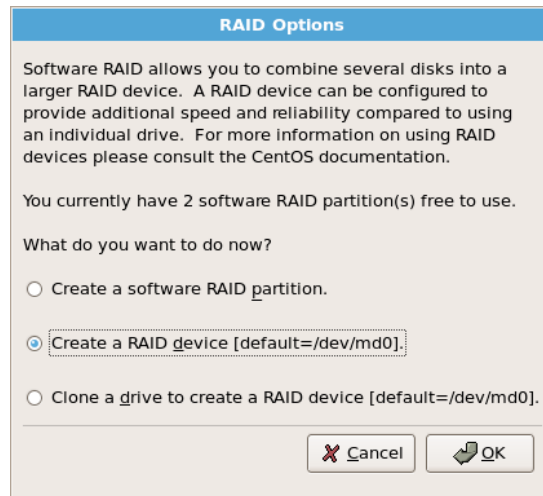 RAID Options
Software RAID allows you to combine several disks into a
larger RAID device. A RAID device can be configured to
provide additional speed and reliability compared to using
an individual drive. For more information on using RAID
devices please consult the CentOS documentation.
You currently have 2 software RAID partition(s) free to use.
What do you want to do now?
Create a software RAID partition.
Create a RAID device [default=/dev/md0].
Clone a drive to create a RAID device [default=/dev/md0].
Cancel
OK